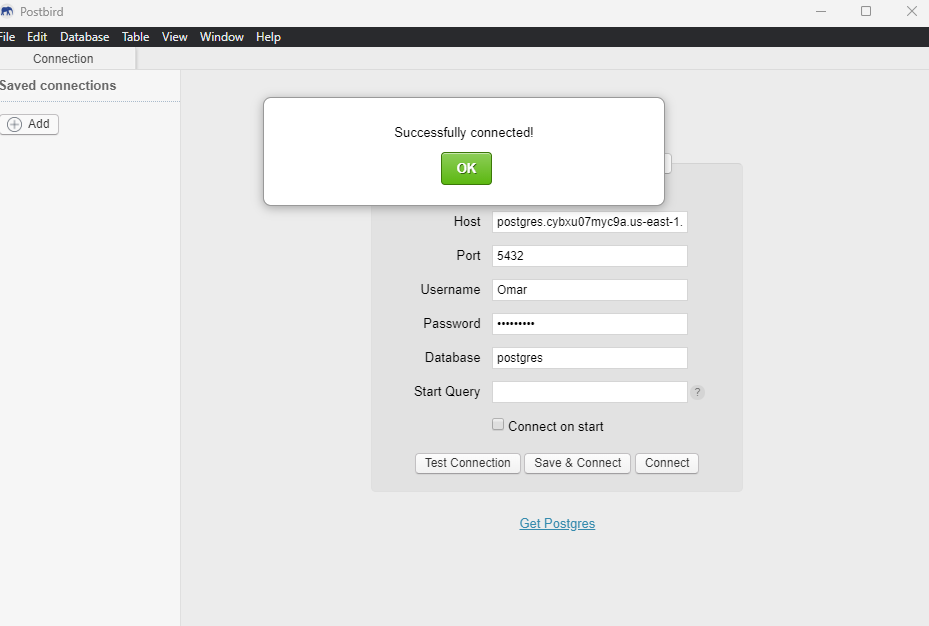 Postbird
File Edit Database Table View Window Help
Connection
Saved connections
Add
Successfully connected!
OK
Host postgres.cybxu07myc9a.us-east-1.
Port 5432
Username Omar
Password •••••••••
Database postgres
Start Query ?
Connect on start
Test Connection Save & Connect Connect
Get Postgres